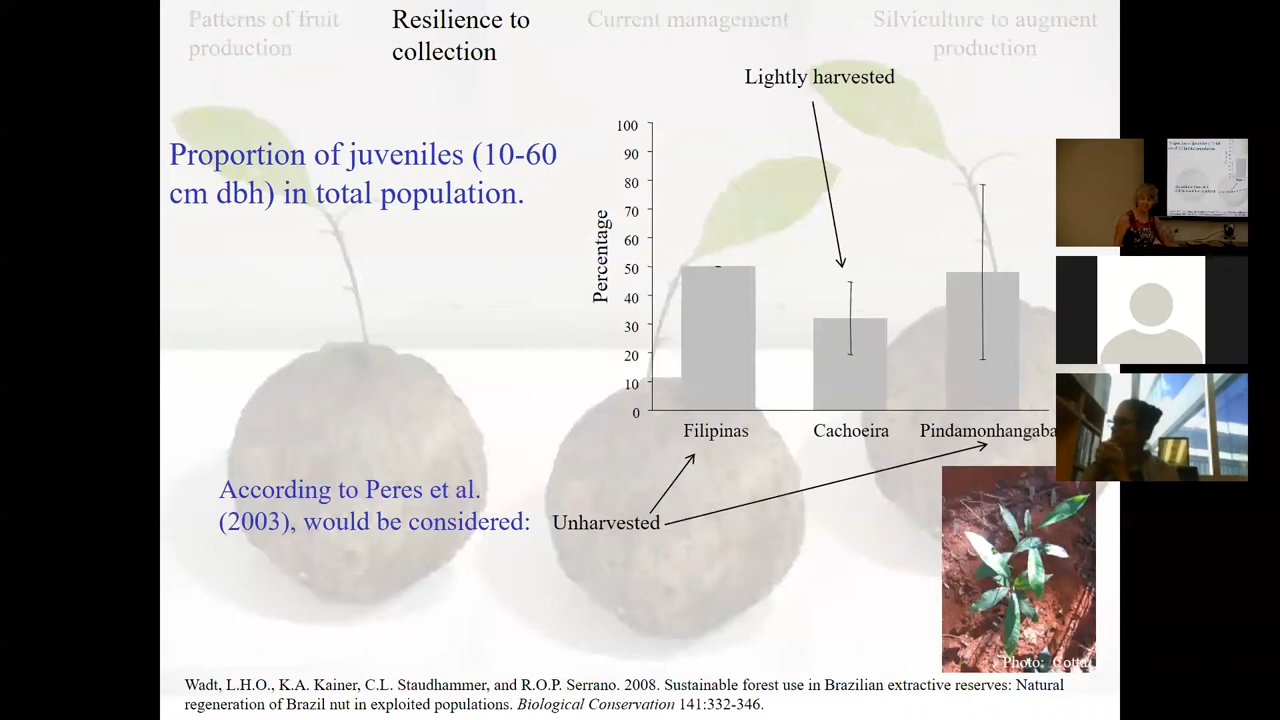 Patterns of fruit
production
Resilience to
collection
Current management
Silviculture to augment
production
Lightly harvested
Proportion of juveniles (10-60
cm dbh) in total population.
Percentage
100
90
80
70
60
50
40
30
20
10
0
Filipinas
Cachoeira
Pindamonhangaba
According to Peres et al.
(2003), would be considered:
Unharvested
Photo: Cotta
Wadt, L.H.O., K.A. Kainer, C.L. Staudhammer, and R.O.P. Serrano. 2008. Sustainable forest use in Brazilian extractive reserves: Natural
regeneration of Brazil nut in exploited populations. Biological Conservation 141:332-346.